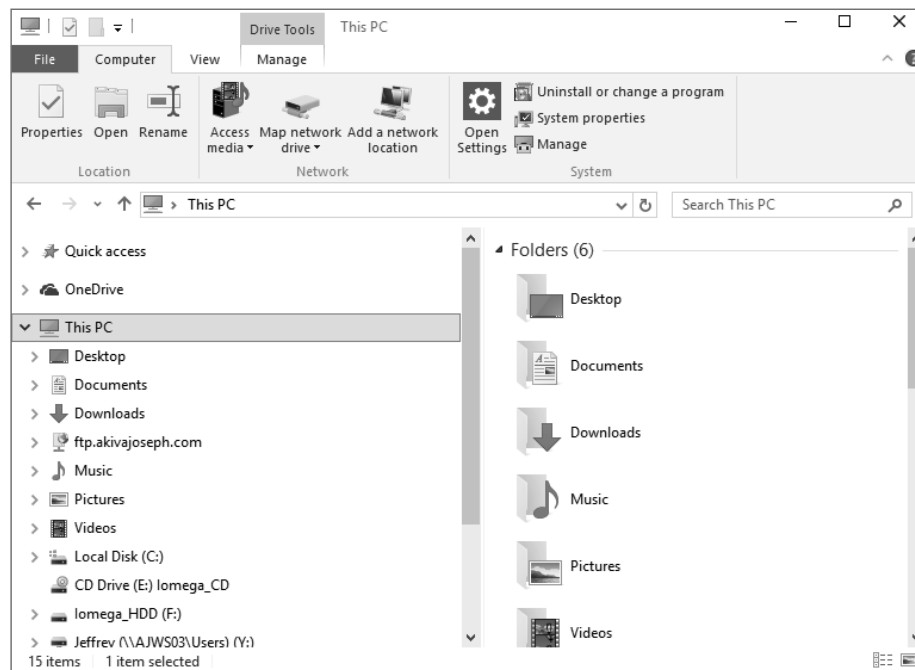 Drive Tools
This PC
File
Computer
View
Manage
Properties
Open
Rename
Access media
Map network drive
Add a network location
Open Settings
Uninstall or change a program
System properties
Manage
Location
Network
System
This PC
Search This PC
Quick access
OneDrive
This PC
Desktop
Documents
Downloads
ftp.akivajoseph.com
Music
Pictures
Videos
Local Disk (C:)
CD Drive (E:) Iomega_CD
Iomega_HDD (F:)
Jeffrey (\\AJWS03\Users) (Y:)
Folders (6)
Desktop
Documents
Downloads
Music
Pictures
Videos
15 items
1 item selected